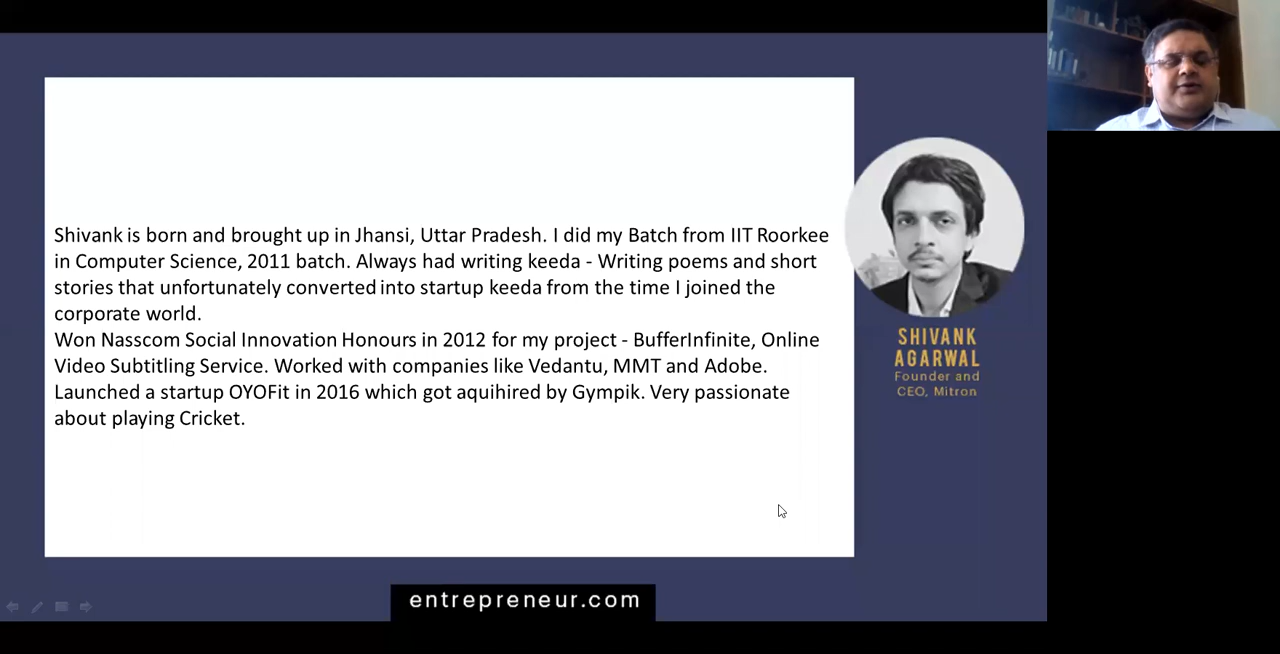 Shivank is born and brought up in Jhansi, Uttar Pradesh. I did my Batch from IIT Roorkee
in Computer Science, 2011 batch. Always had writing keeda - Writing poems and short
stories that unfortunately converted into startup keeda from the time I joined the
corporate world.
Won Nasscom Social Innovation Honours in 2012 for my project - BufferInfinite, Online
Video Subtitling Service. Worked with companies like Vedantu, MMT and Adobe.
Launched a startup OYOFit in 2016 which got aquihired by Gympik. Very passionate
about playing Cricket.
SHIVANK
AGARWAL
Founder and
CEO, Mitron
entrepreneur.com